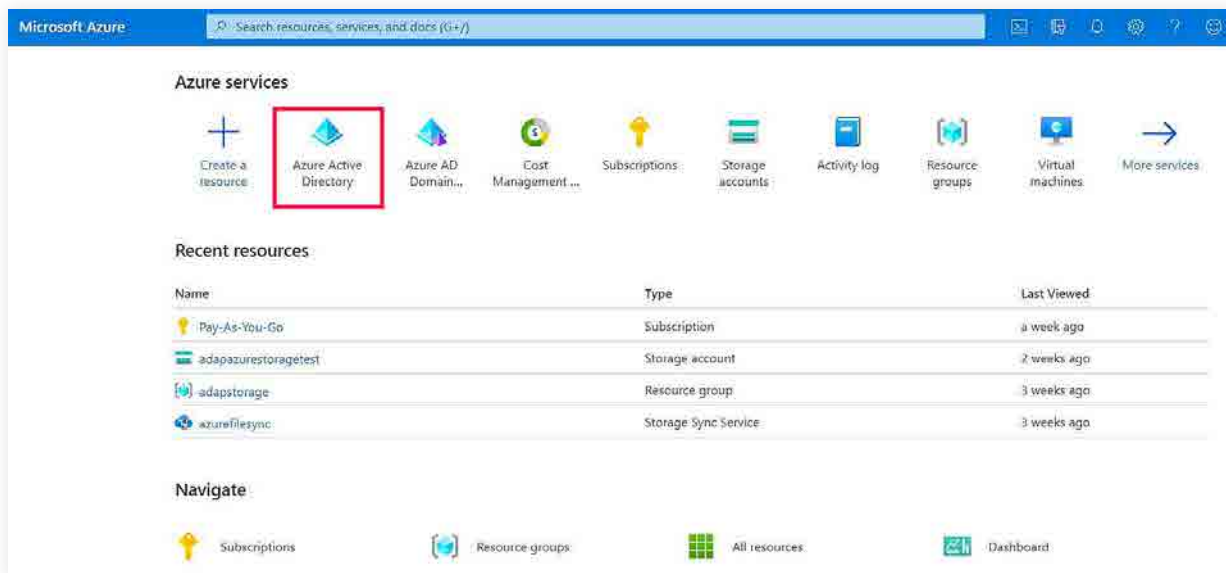 Microsoft Azure
Search resources, services, and docs (G+/)
Azure services
Create a resource
Azure Active Directory
Azure AD Domain...
Cost Management ...
Subscriptions
Storage accounts
Activity log
Resource groups
Virtual machines
More services
Recent resources
Name Type Last Viewed
Pay-As-You-Go Subscription a week ago
adapazurestoragetest Storage account 2 weeks ago
adapstorage Resource group 3 weeks ago
azurefilesync Storage Sync Service 3 weeks ago
Navigate
Subscriptions Resource groups All resources Dashboard